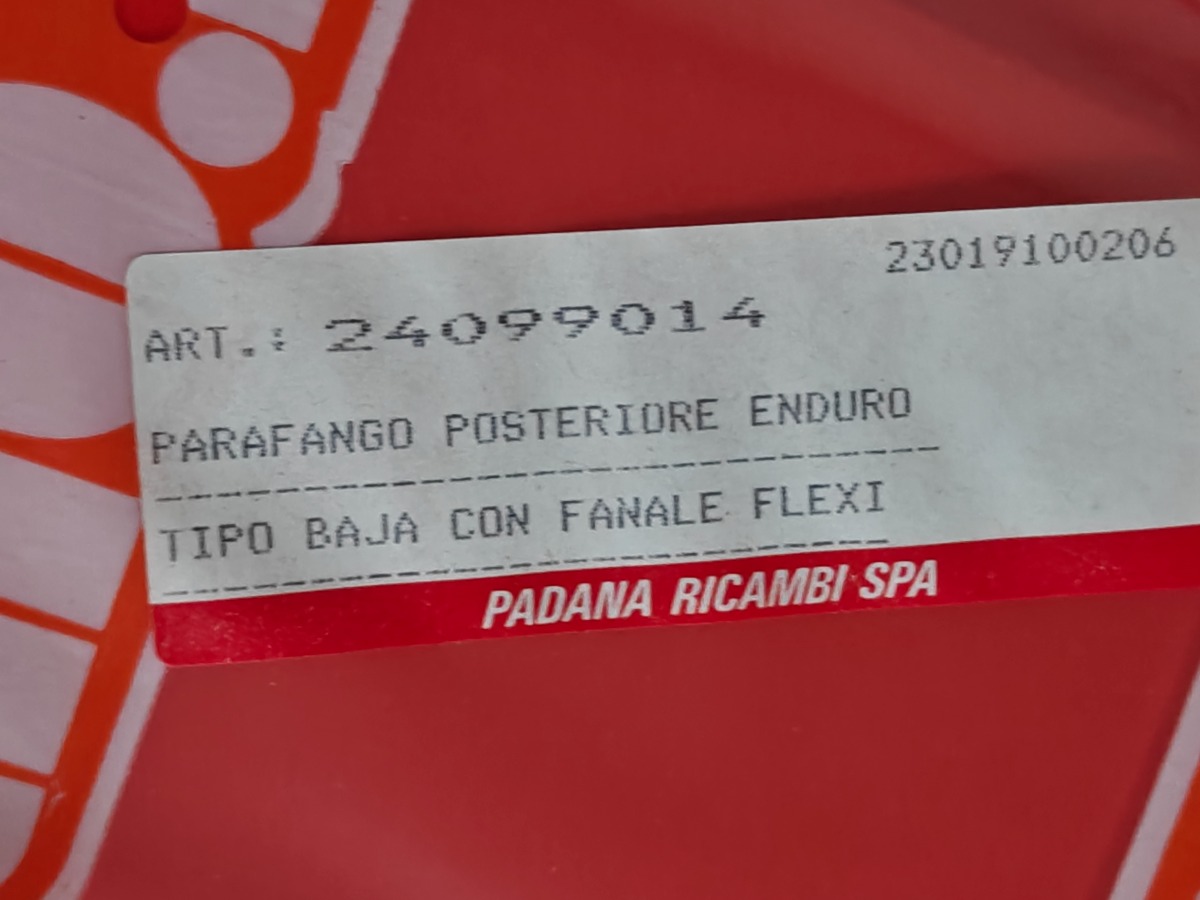 23019100206
ART.: 24099014
PARAFANGO POSTERIORE ENDURO
TIPO BAJA CON FANALE FLEXI
PADANA RICAMBI SPA